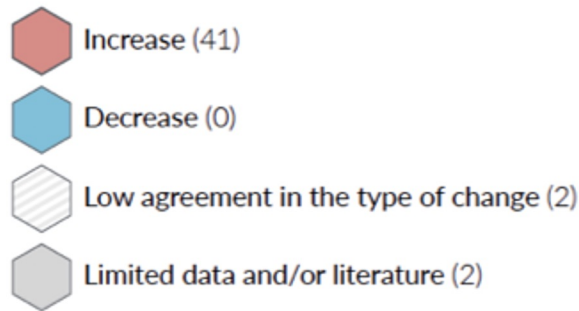 Increase (41)
Decrease (0)
Low agreement in the type of change (2)
Limited data and/or literature (2)